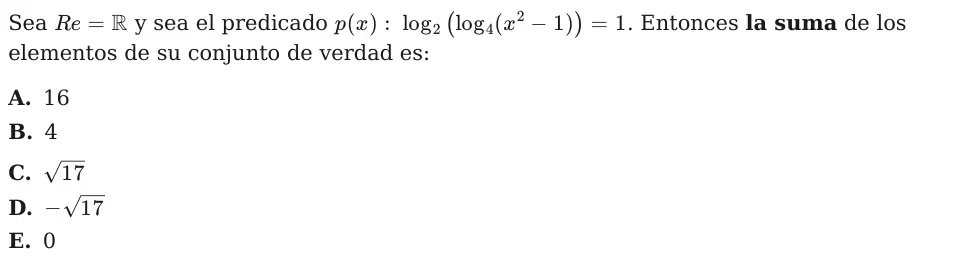 Sea Re = ℝ y sea el predicado p(x) : log₂ (log₄(x² − 1)) = 1. Entonces la suma de los
elementos de su conjunto de verdad es:
A. 16
B. 4
C. √17
D. −√17
E. 0